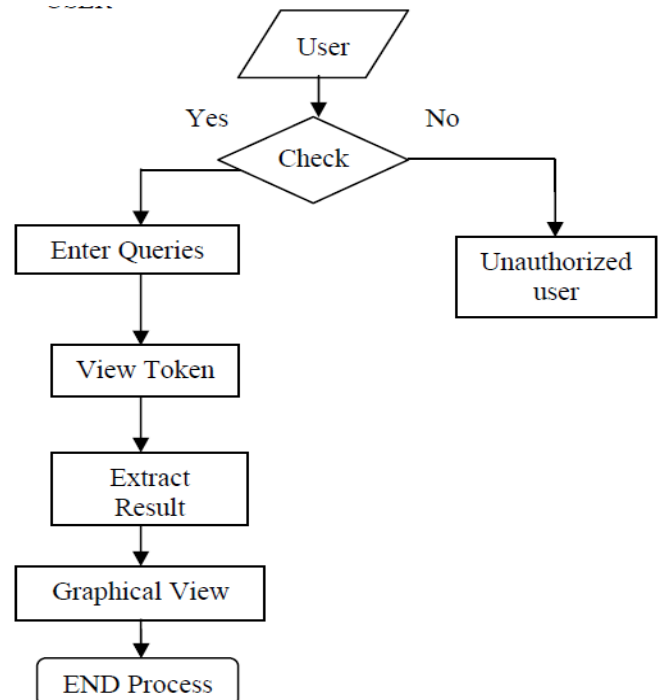 User
Yes
No
Check
Enter Queries
Unauthorized
user
View Token
Extract
Result
Graphical View
END Process